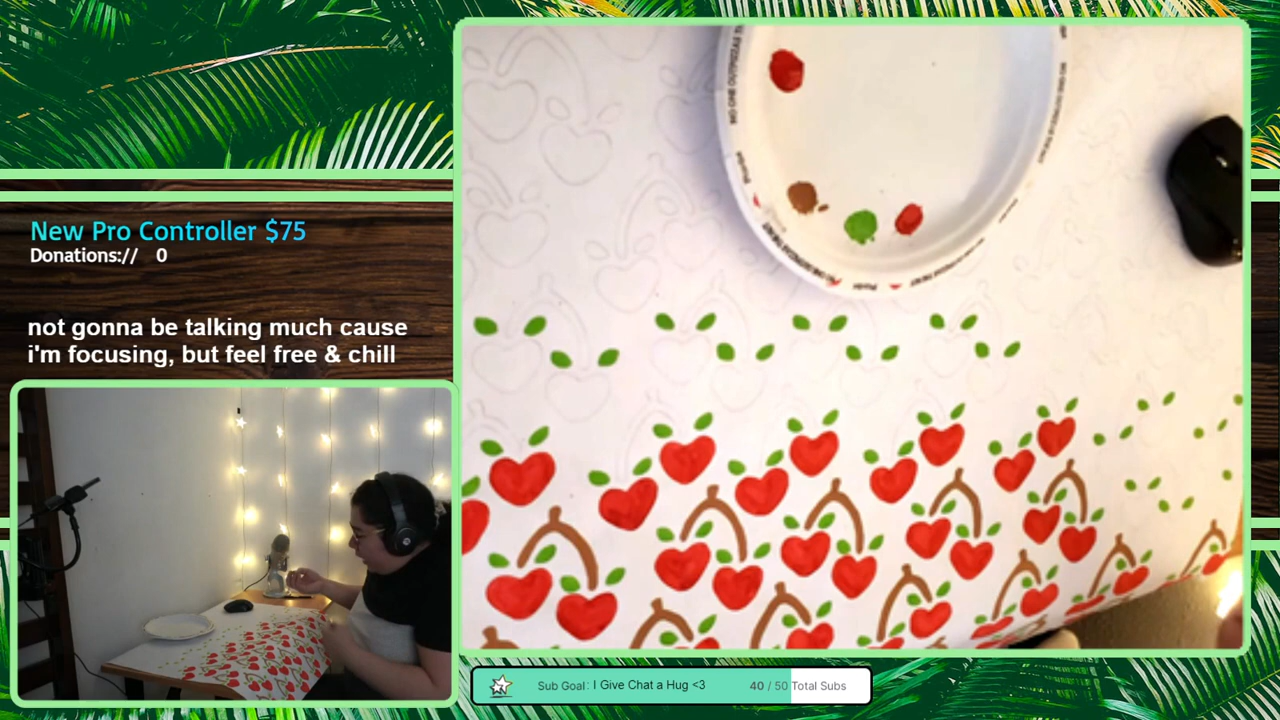 New Pro Controller $75
Donations:// 0
not gonna be talking much cause
i'm focusing, but feel free & chill
Sub Goal: I Give Chat a Hug <3 40 / 50 Total Subs